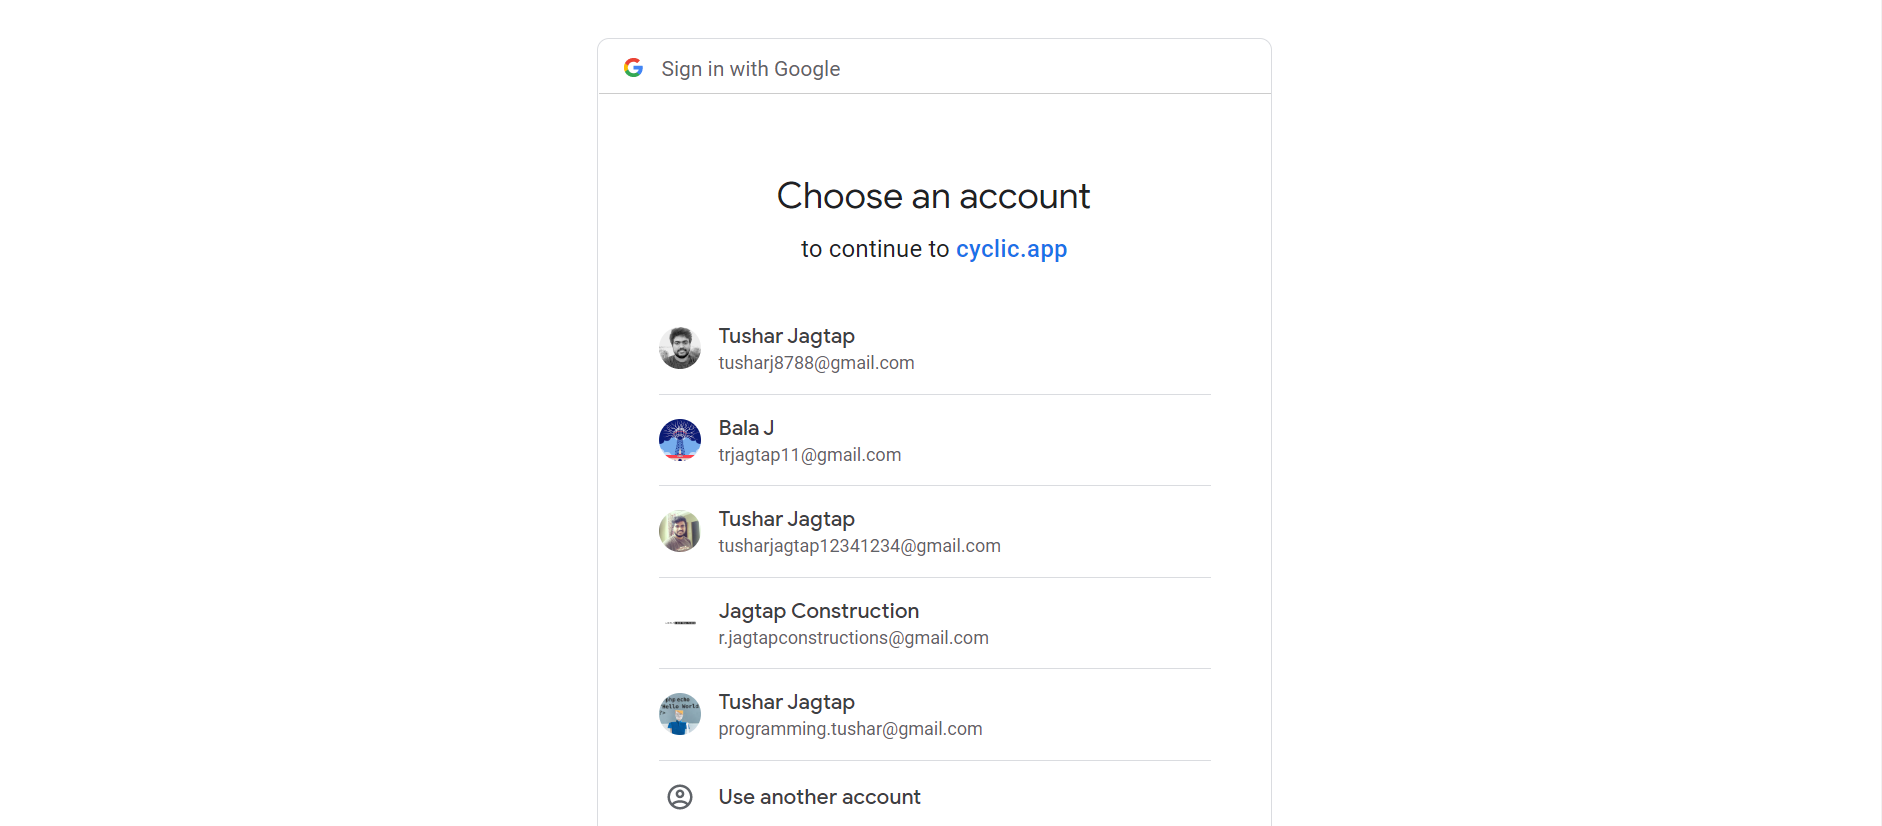 Sign in with Google
Choose an account
to continue to cyclic.app
Tushar Jagtap
tusharj8788@gmail.com
Bala J
trjagtap11@gmail.com
Tushar Jagtap
tusharjagtap12341234@gmail.com
Jagtap Construction
r.jagtapconstructions@gmail.com
Tushar Jagtap
programming.tushar@gmail.com
Use another account